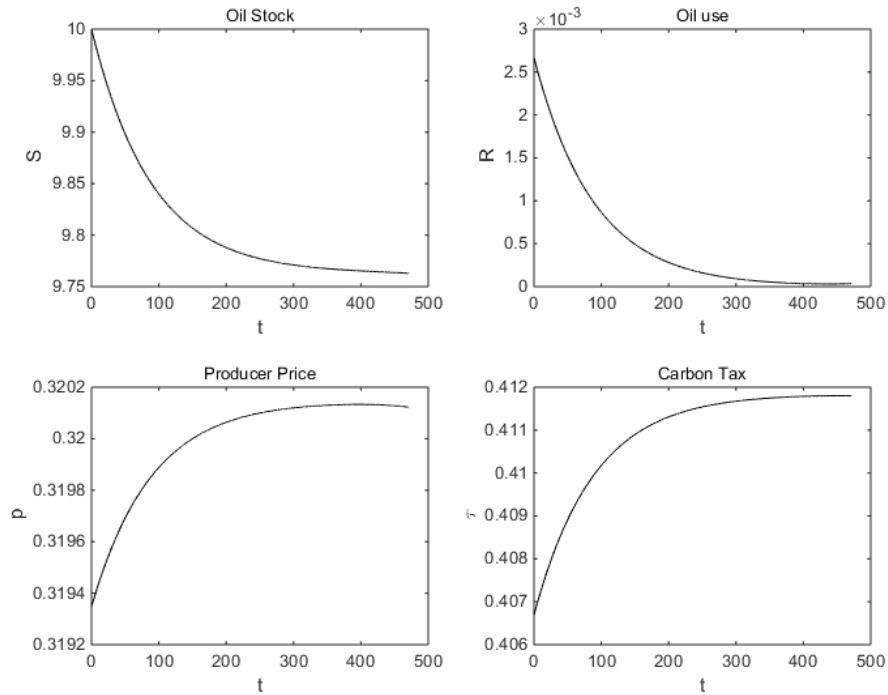 Oil Stock
10
9.95
9.9
9.85
9.8
9.75
S
0 100 200 300 400 500
t
Oil use
×10⁻³
3
2.5
2
1.5
1
0.5
0
R
0 100 200 300 400 500
t
Producer Price
0.3202
0.32
0.3198
0.3196
0.3194
0.3192
p
0 100 200 300 400 500
t
Carbon Tax
0.412
0.411
0.41
0.409
0.408
0.407
0.406
τ
0 100 200 300 400 500
t